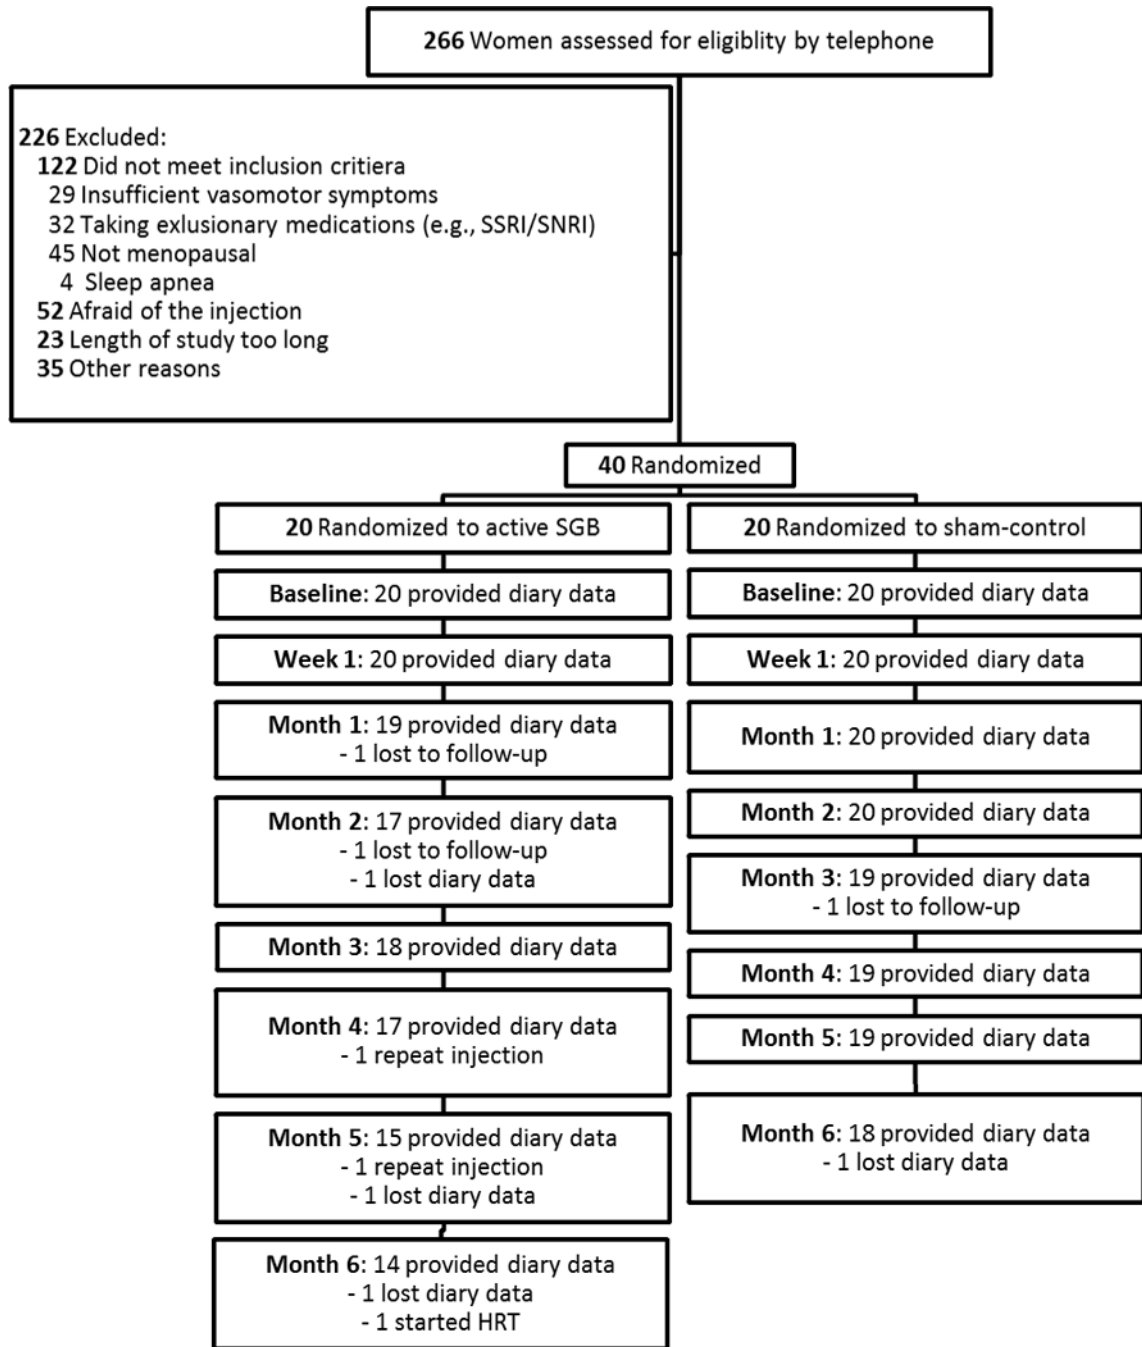 266 Women assessed for eligiblity by telephone
226 Excluded:
122 Did not meet inclusion critiera
29 Insufficient vasomotor symptoms
32 Taking exlusionary medications (e.g., SSRI/SNRI)
45 Not menopausal
4 Sleep apnea
52 Afraid of the injection
23 Length of study too long
35 Other reasons
40 Randomized
20 Randomized to active SGB
Baseline: 20 provided diary data
Week 1: 20 provided diary data
Month 1: 19 provided diary data
- 1 lost to follow-up
Month 2: 17 provided diary data
- 1 lost to follow-up
- 1 lost diary data
Month 3: 18 provided diary data
Month 4: 17 provided diary data
- 1 repeat injection
Month 5: 15 provided diary data
- 1 repeat injection
- 1 lost diary data
Month 6: 14 provided diary data
- 1 lost diary data
- 1 started HRT
20 Randomized to sham-control
Baseline: 20 provided diary data
Week 1: 20 provided diary data
Month 1: 20 provided diary data
Month 2: 20 provided diary data
Month 3: 19 provided diary data
- 1 lost to follow-up
Month 4: 19 provided diary data
Month 5: 19 provided diary data
Month 6: 18 provided diary data
- 1 lost diary data